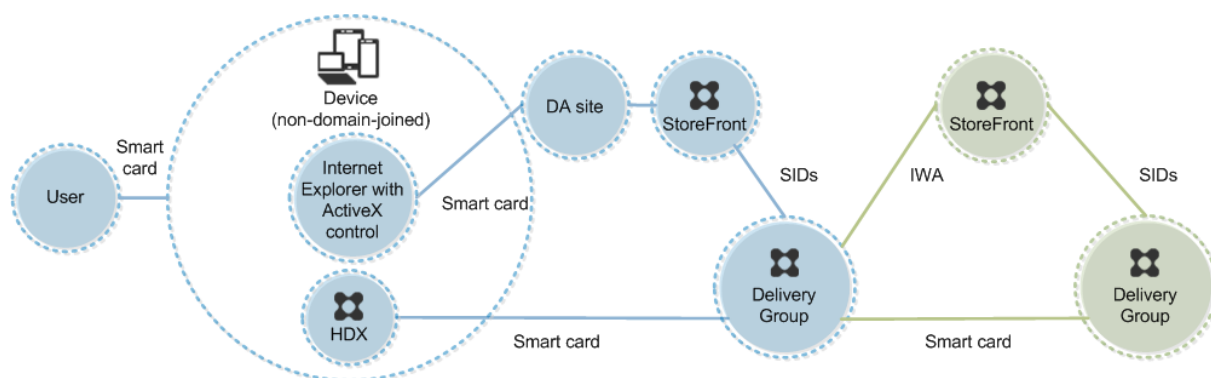 Device
(non-domain-joined)
DA site
StoreFront
StoreFront
Smart
card
User
Internet
Explorer with
ActiveX
control
Smart card
SIDs
IWA
SIDs
HDX
Smart card
Delivery
Group
Smart card
Delivery
Group